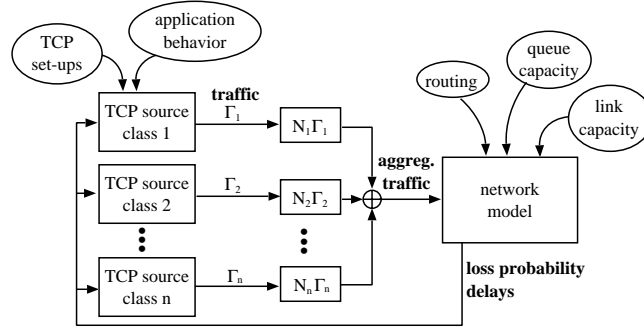 TCP
set-ups
application
behavior
routing
queue
capacity
link
capacity
TCP source
class 1
traffic
Γ1
N1Γ1
aggreg.
traffic
TCP source
class 2
Γ2
N2Γ2
network
model
TCP source
class n
Γn
NnΓn
loss probability
delays